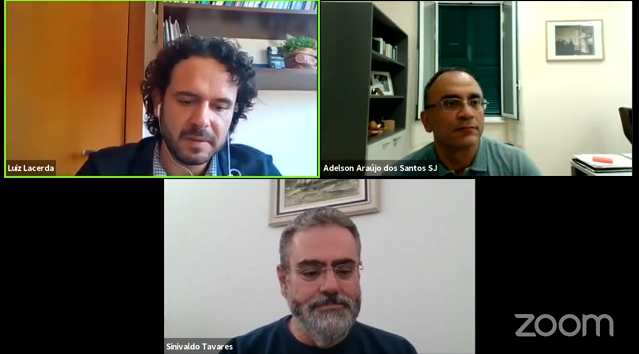 Luiz Lacerda
Adelson Araújo dos Santos SJ
Sinivaldo Tavares
zoom